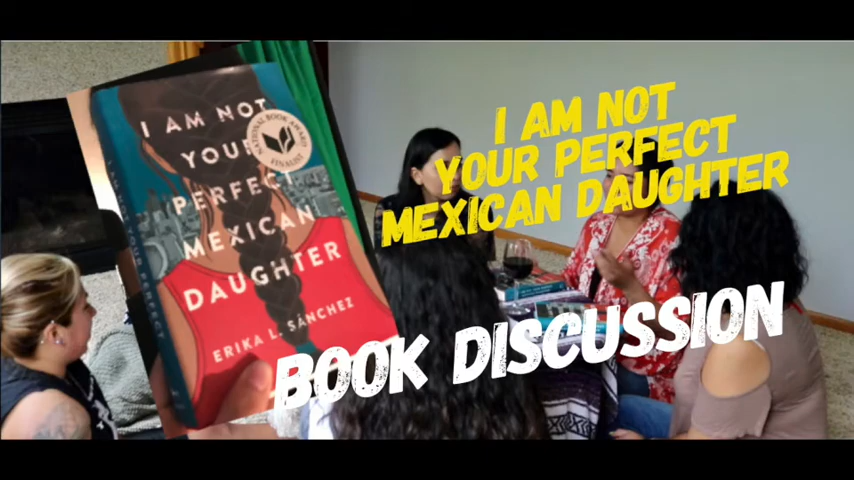 I AM NOT
YOUR
PERFECT
MEXICAN
DAUGHTER
ERIKA L. SÁNCHEZ
NATIONAL BOOK AWARD
FINALIST
I AM NOT
YOUR PERFECT
MEXICAN DAUGHTER
BOOK DISCUSSION